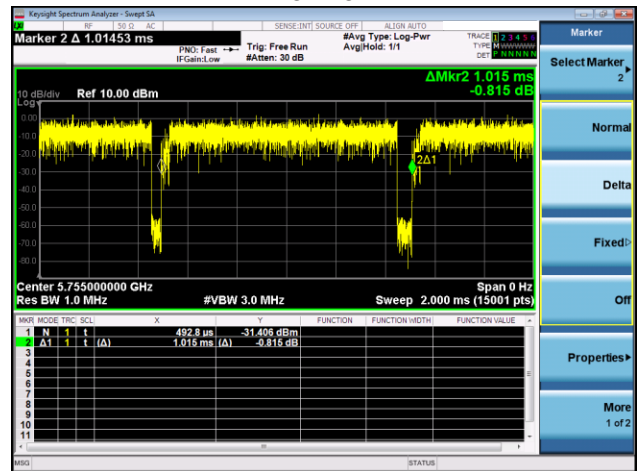 Keysight Spectrum Analyzer - Swept SA
LXI RF 50 Ω AC SENSE:INT SOURCE OFF ALIGN AUTO
Marker 2 Δ 1.01453 ms
PNO: Fast
IFGain:Low
Trig: Free Run
#Atten: 30 dB
#Avg Type: Log-Pwr
Avg|Hold: 1/1
TRACE 1 2 3 4 5 6
TYPE M W W W W W
DET P N N N N N
ΔMkr2 1.015 ms
-0.815 dB
10 dB/div Ref 10.00 dBm
Log
0.00
-10.0
-20.0
-30.0
-40.0
-50.0
-60.0
-70.0
-80.0
2Δ1
1
Center 5.755000000 GHz Span 0 Hz
Res BW 1.0 MHz #VBW 3.0 MHz Sweep 2.000 ms (15001 pts)
MKR MODE TRC SCL X Y FUNCTION FUNCTION WIDTH FUNCTION VALUE
1 N 1 t 492.8 µs -31.406 dBm
2 Δ1 1 t (Δ) 1.015 ms (Δ) -0.815 dB
3
4
5
6
7
8
9
10
11
MSG STATUS
Marker
Select Marker
2
Normal
Delta
Fixed
Off
Properties
More
1 of 2